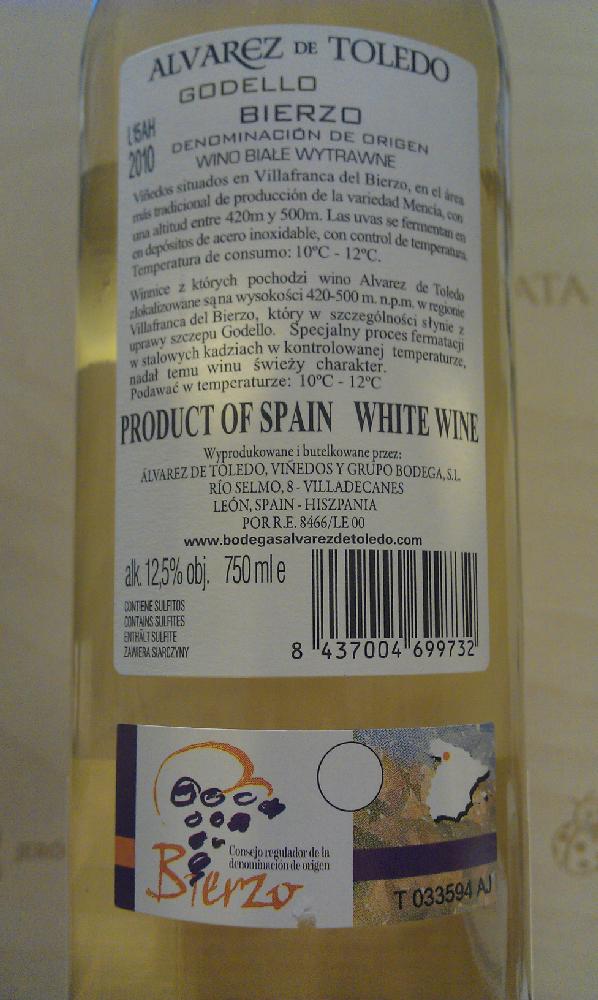 ALVAREZ DE TOLEDO
GODELLO
BIERZO
DENOMINACIÓN DE ORIGEN
WINO BIAŁE WYTRAWNE
L15AH
2010
Viñedos situados en Villafranca del Bierzo, en el área
más tradicional de producción de la variedad Mencía, con
una altitud entre 420m y 500m. Las uvas se fermentan en
en depósitos de acero inoxidable, con control de temperatura.
Temperatura de consumo: 10ºC - 12ºC.
Winnice z których pochodzi wino Alvarez de Toledo
zlokalizowane są na wysokości 420-500 m. n.p.m. w regionie
Villafranca del Bierzo, który w szczególności słynie z
uprawy szczepu Godello. Specjalny proces fermatacji
w stalowych kadziach w kontrolowanej temperaturze,
nadał temu winu świeży charakter.
Podawać w temperaturze: 10ºC - 12ºC
PRODUCT OF SPAIN WHITE WINE
Wyprodukowane i butelkowane przez:
ÁLVAREZ DE TOLEDO, VIÑEDOS Y GRUPO BODEGA, S.L.
RÍO SELMO, 8 - VILLADECANES
LEÓN, SPAIN - HISZPANIA
POR R.E. 8466/LE 00
www.bodegasalvarezdetoledo.com
alk. 12,5% obj. 750 ml e
CONTIENE SULFITOS
CONTAINS SULFITES
ENTHÄLT SULFITE
ZAWIERA SIARCZYNY
8 437004 699732
Consejo regulador de la
denominación de origen
Bierzo
T 033594 AJ
ATA